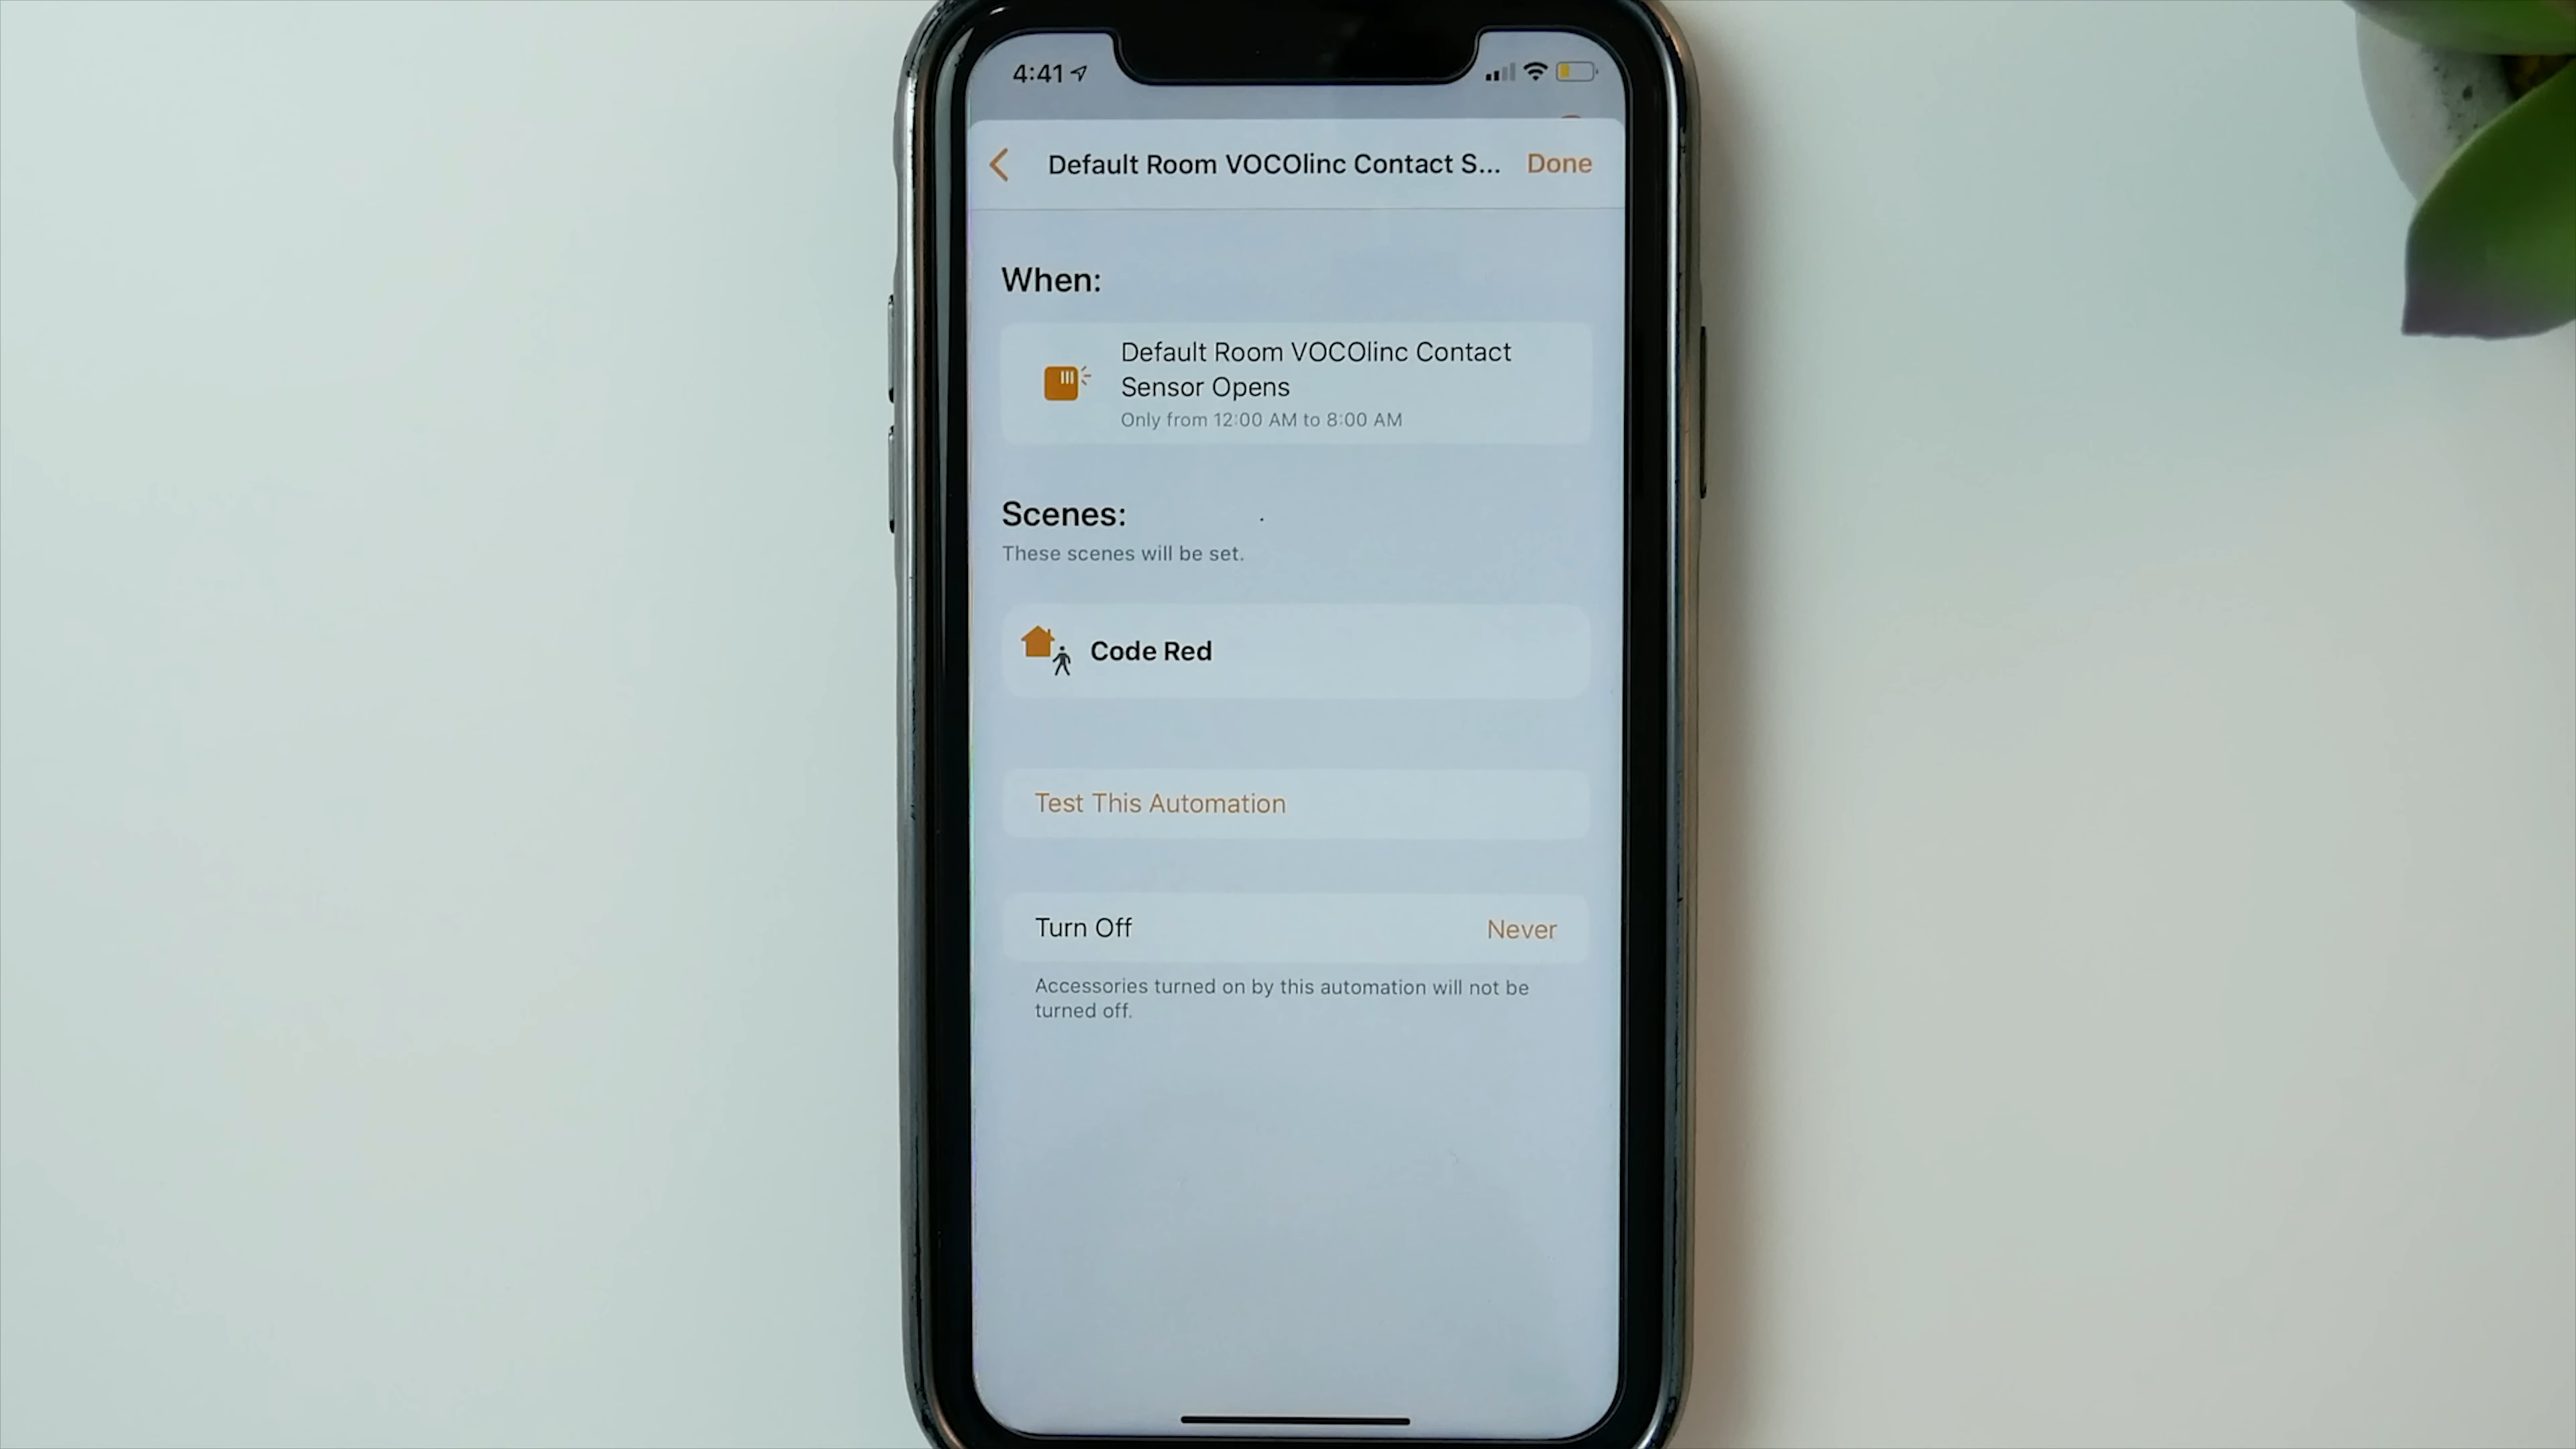 4:41
Default Room VOCOlinc Contact S... Done
When:
Default Room VOCOlinc Contact
Sensor Opens
Only from 12:00 AM to 8:00 AM
Scenes:
These scenes will be set.
Code Red
Test This Automation
Turn Off Never
Accessories turned on by this automation will not be
turned off.